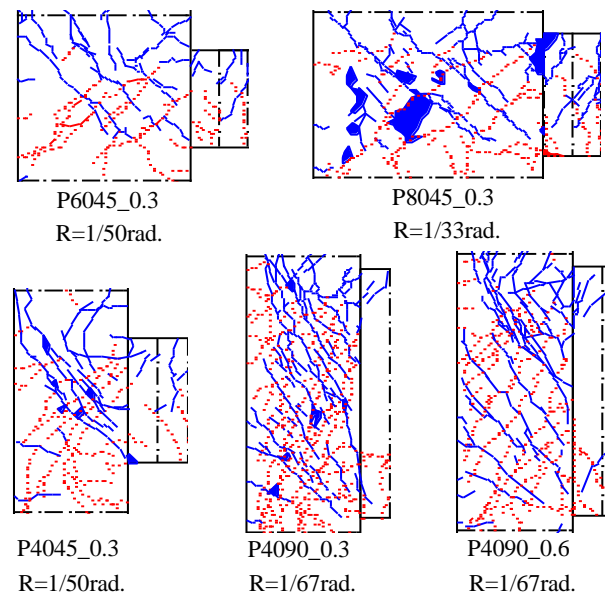 P6045_0.3
R=1/50rad.
P8045_0.3
R=1/33rad.
P4045_0.3
R=1/50rad.
P4090_0.3
R=1/67rad.
P4090_0.6
R=1/67rad.